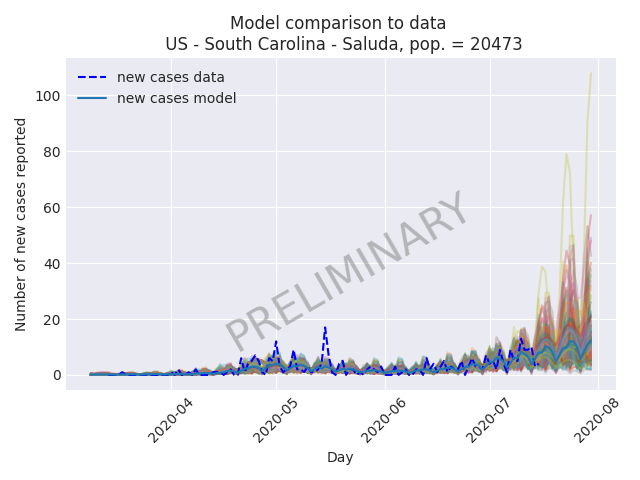 Model comparison to data
US - South Carolina - Saluda, pop. = 20473
new cases data
new cases model
Number of new cases reported
100
80
60
40
20
0
PRELIMINARY
2020-04
2020-05
2020-06
2020-07
2020-08
Day